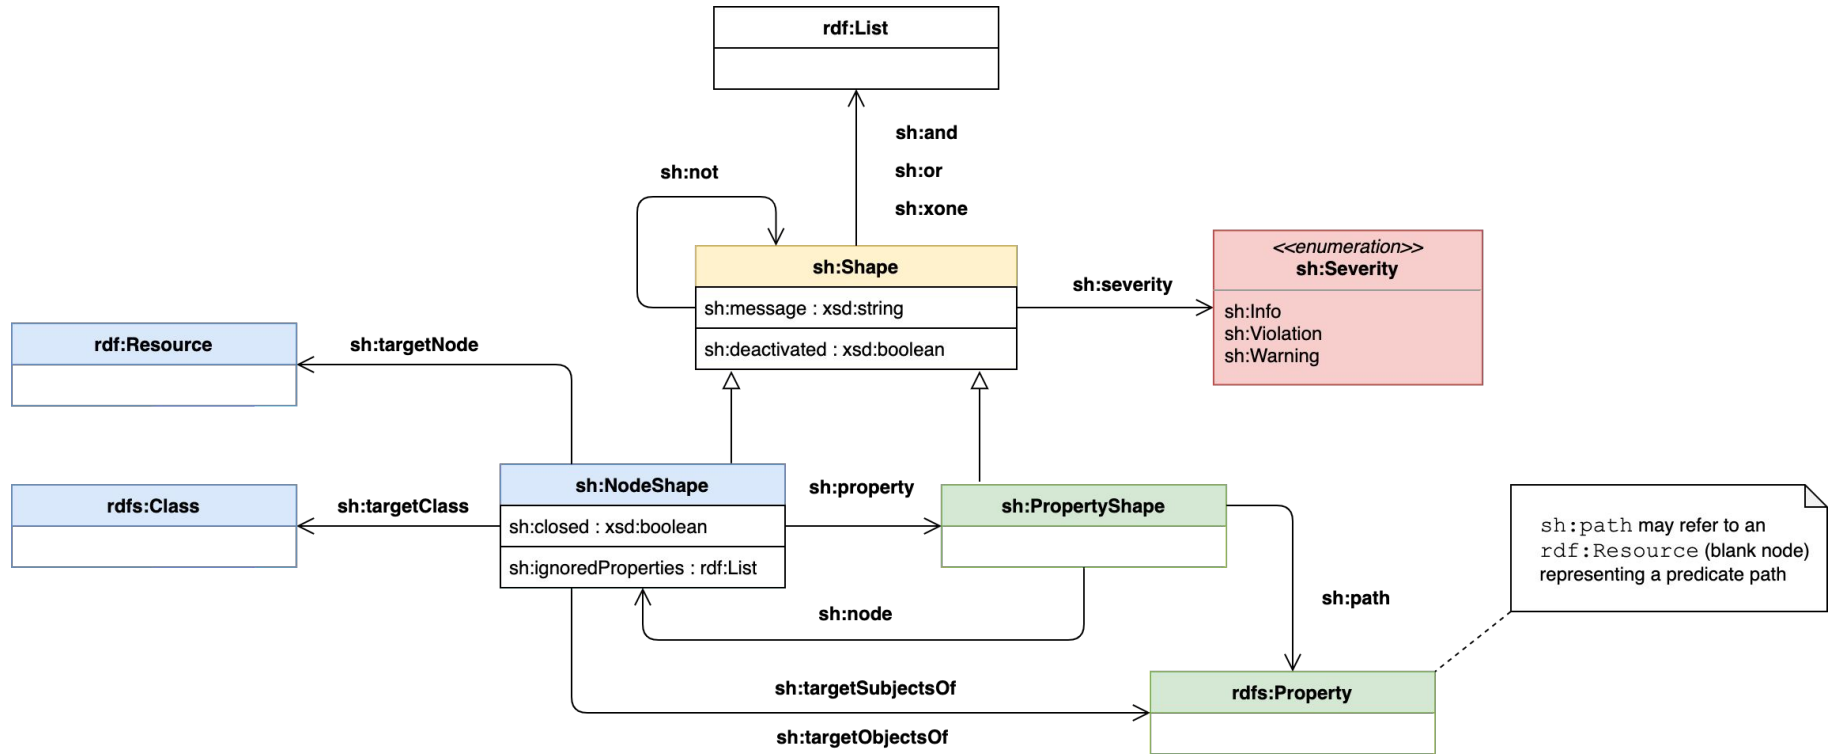 rdf:List
sh:and
sh:or
sh:xone
sh:not
sh:Shape
sh:message : xsd:string
sh:deactivated : xsd:boolean
sh:severity
<<enumeration>>
sh:Severity
sh:Info
sh:Violation
sh:Warning
rdf:Resource
sh:targetNode
rdfs:Class
sh:targetClass
sh:NodeShape
sh:closed : xsd:boolean
sh:ignoredProperties : rdf:List
sh:property
sh:PropertyShape
sh:node
sh:path
sh:path may refer to an
rdf:Resource (blank node)
representing a predicate path
sh:targetSubjectsOf
sh:targetObjectsOf
rdfs:Property